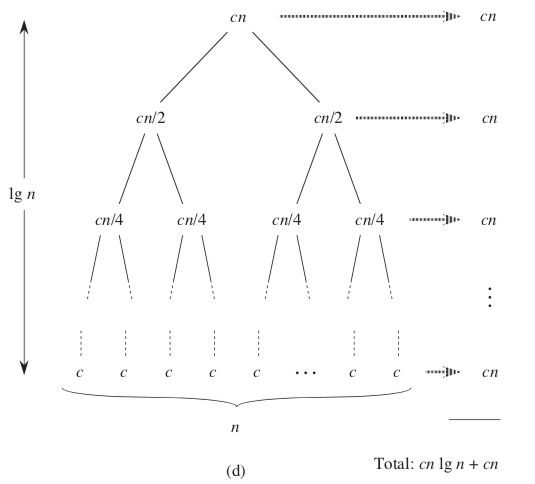 cn cn
cn/2 cn/2 cn
lg n
cn/4 cn/4 cn/4 cn/4 cn
⋮
c c c c c ... c c cn
n
Total: cn lg n + cn
(d)